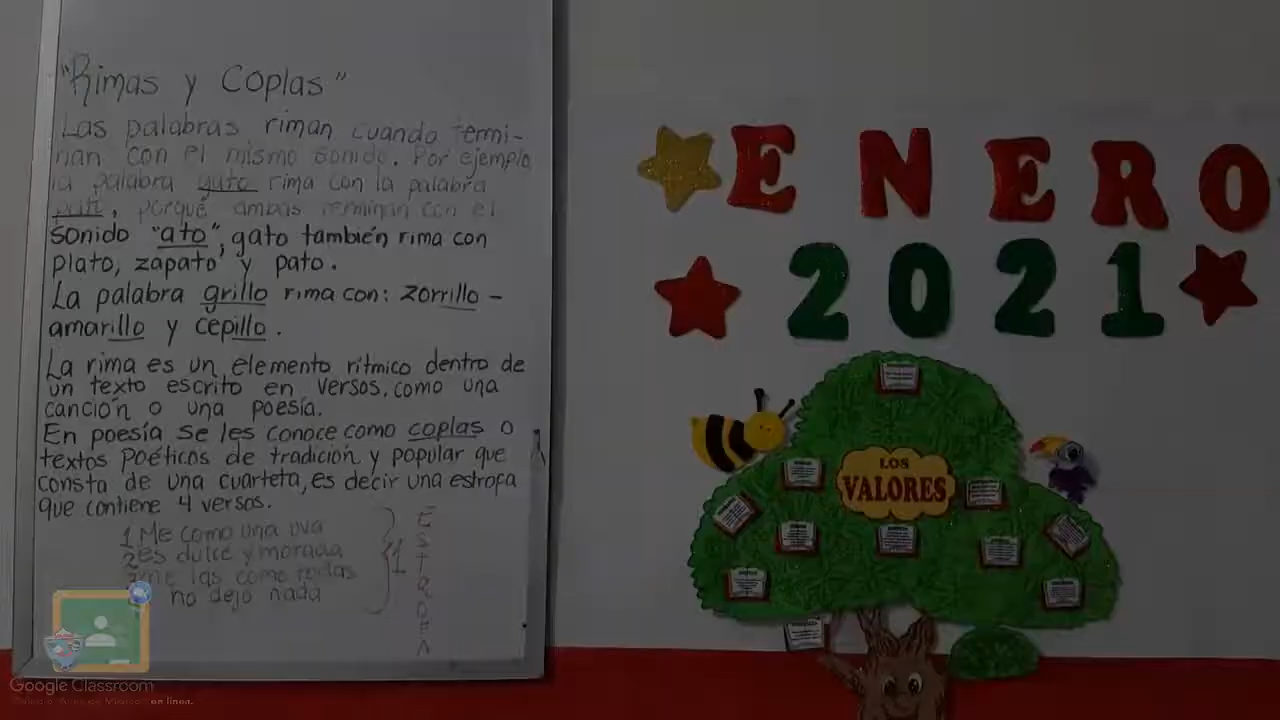 "Rimas y Coplas"
Las palabras riman cuando termi-
nan con el mismo sonido. Por ejemplo
la palabra gato rima con la palabra
pato, porque ambas terminan con el
sonido "ato", gato también rima con
plato, zapato y pato.
La palabra grillo rima con: zorrillo -
amarillo y cepillo.
La rima es un elemento rítmico dentro de
un texto escrito en versos, como una
canción o una poesía.
En poesía se les conoce como coplas o
textos poéticos de tradición y popular que
consta de una cuarteta, es decir una estrofa
que contiene 4 versos.
1 Me como una uva
2 es dulce y morada
3 me las como todas
no dejo nada
1
ESTROFA
ENERO
2021
LOS
VALORES
Google Classroom
en línea.